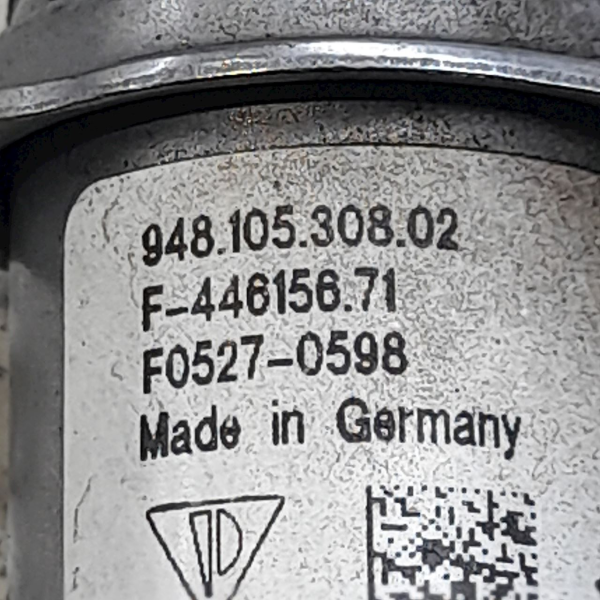 948.105.308.02
F-446156.71
F0527-0598
Made in Germany